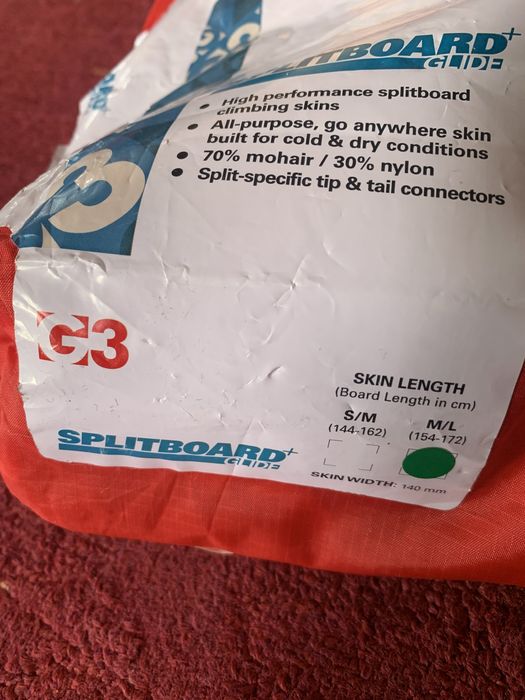 SPLITBOARD+
GLIDE
• High performance splitboard
climbing skins
• All-purpose, go anywhere skin
built for cold & dry conditions
• 70% mohair / 30% nylon
• Split-specific tip & tail connectors
G3
SKIN LENGTH
(Board Length in cm)
S/M M/L
(144-162) (154-172)
SPLITBOARD+
GLIDE
SKIN WIDTH: 140 mm